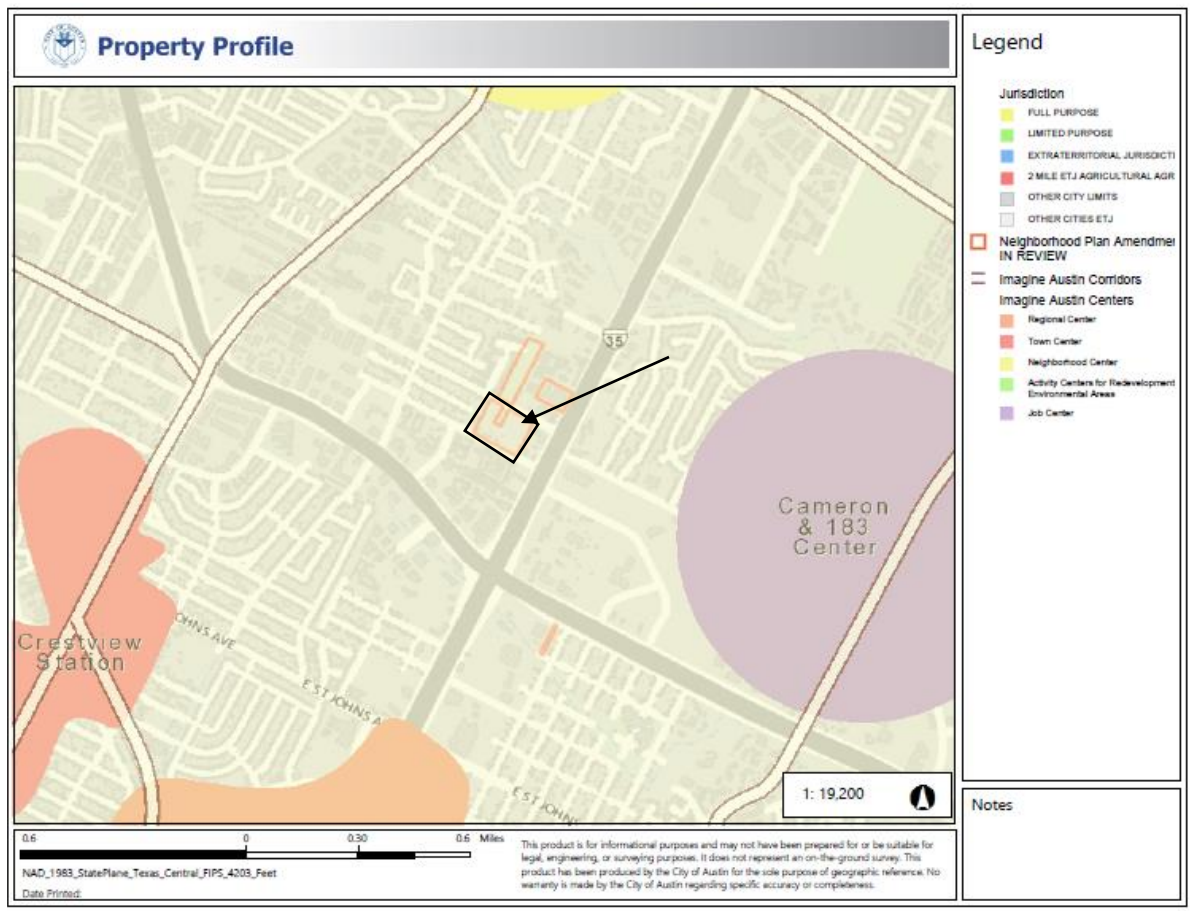 Property Profile
35
Cameron
& 183
Center
Crestview
Station
OHNS AVE
E ST JOHNS A
E ST JOHNS
1: 19,200
Legend
Jurisdiction
FULL PURPOSE
LIMITED PURPOSE
EXTRATERRITORIAL JURISDICTI
2 MILE ETJ AGRICULTURAL AGR
OTHER CITY LIMITS
OTHER CITIES ETJ
Neighborhood Plan Amendmer
IN REVIEW
Imagine Austin Corridors
Imagine Austin Centers
Regional Center
Town Center
Neighborhood Center
Activity Centers for Redevelopment
Environmental Areas
Job Center
Notes
0.6 0 0.30 0.6 Miles
NAD_1983_StatePlane_Texas_Central_FIPS_4203_Feet
Date Printed:
This product is for informational purposes and may not have been prepared for or be suitable for
legal, engineering, or surveying purposes. It does not represent an on-the-ground survey. This
product has been produced by the City of Austin for the sole purpose of geographic reference. No
warranty is made by the City of Austin regarding specific accuracy or completeness.